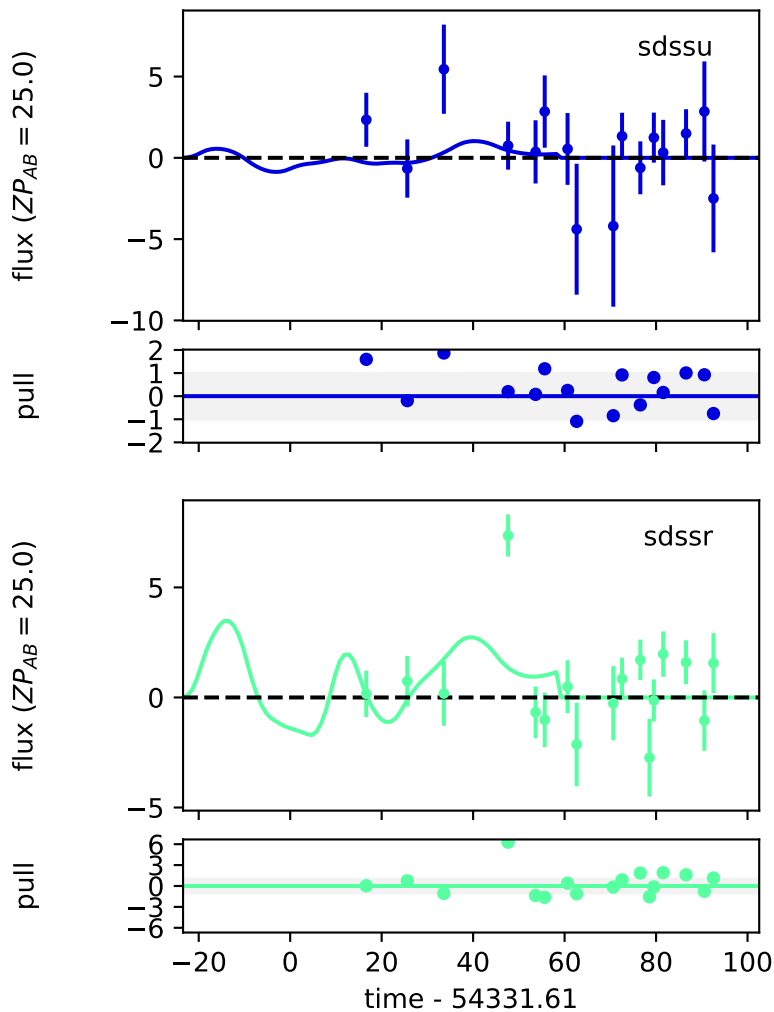 sdssu
flux (ZP_AB = 25.0)
5
0
−5
−10
pull
2
1
0
−1
−2
sdssr
flux (ZP_AB = 25.0)
5
0
−5
pull
6
3
0
−3
−6
−20 0 20 40 60 80 100
time - 54331.61